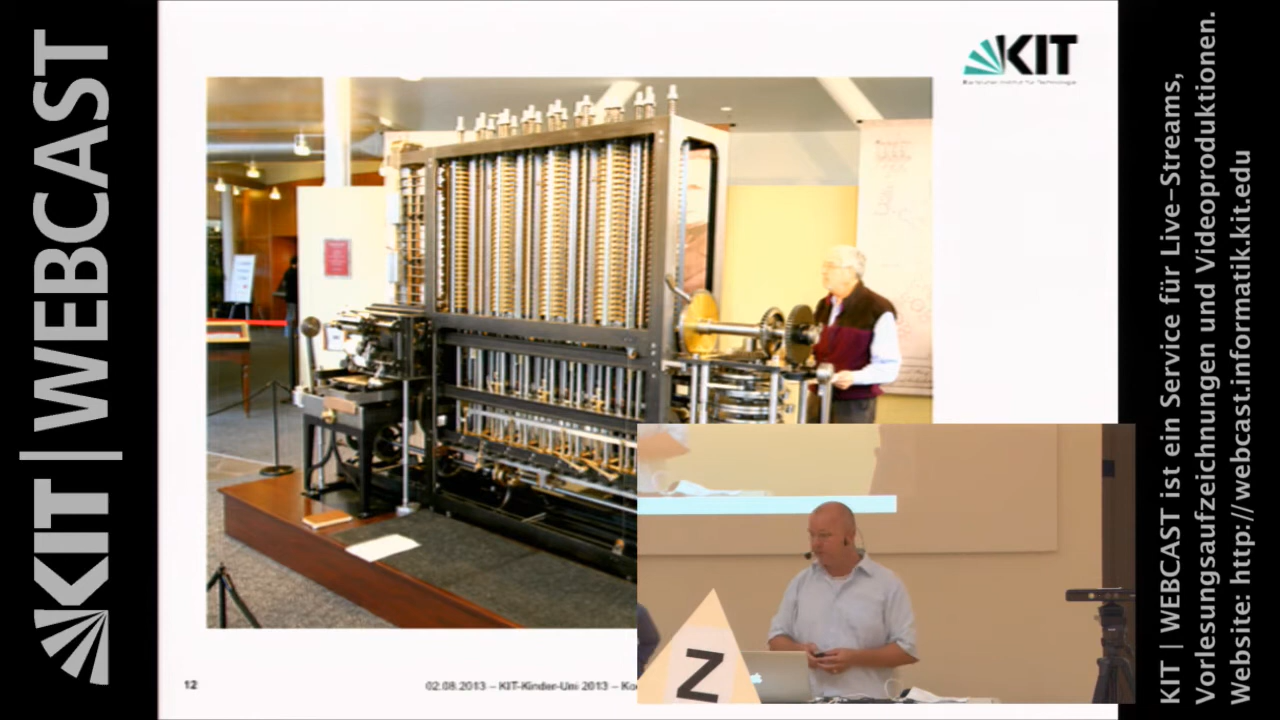 KIT | WEBCAST
KIT
12
02.08.2013 – KIT-Kinder-Uni 2013 –
Z
KIT | WEBCAST ist ein Service für Live-Streams,
Vorlesungsaufzeichnungen und Videoproduktionen.
Website: http://webcast.informatik.kit.edu